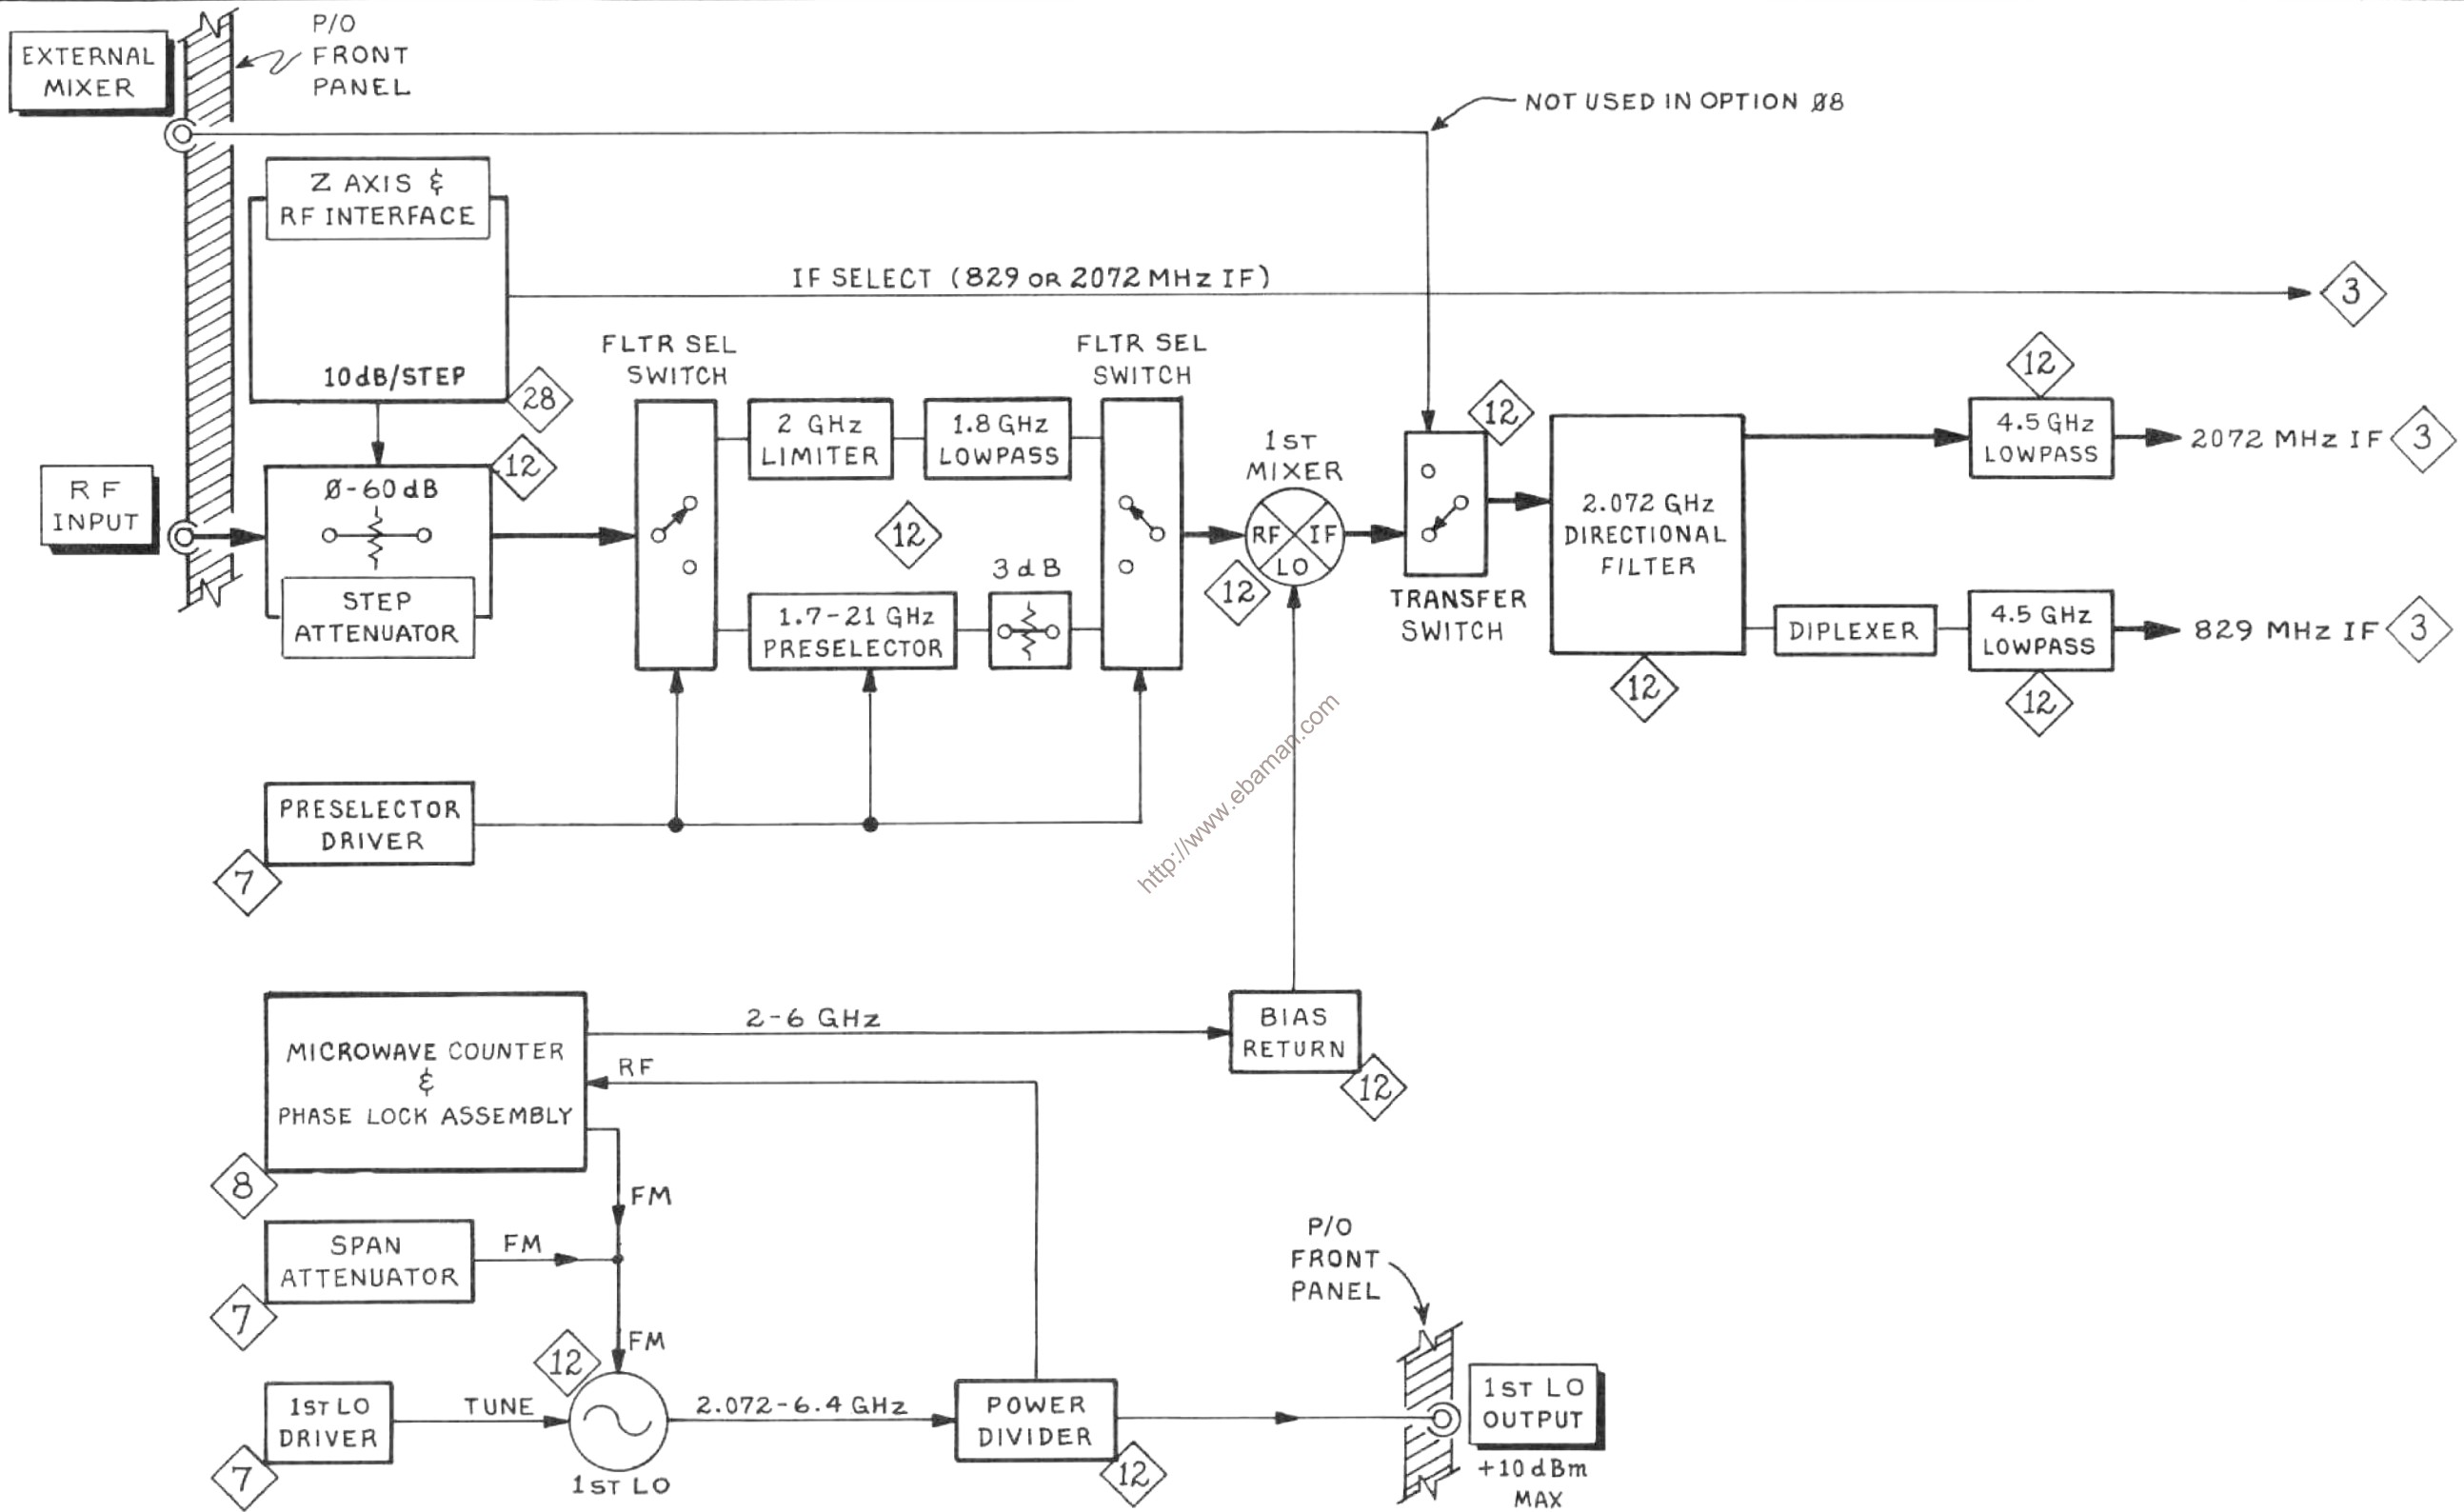 P/O
FRONT
PANEL
EXTERNAL
MIXER
NOT USED IN OPTION Ø8
Z AXIS &
RF INTERFACE
10dB/STEP
28
IF SELECT (829 OR 2072 MHz IF)
3
FLTR SEL
SWITCH
FLTR SEL
SWITCH
RF
INPUT
Ø-60dB
STEP
ATTENUATOR
12
2 GHz
LIMITER
1.8 GHz
LOWPASS
12
1.7-21 GHz
PRESELECTOR
3 dB
1ST
MIXER
RF
IF
LO
12
12
TRANSFER
SWITCH
2.072 GHz
DIRECTIONAL
FILTER
12
12
4.5 GHz
LOWPASS
2072 MHz IF
3
DIPLEXER
4.5 GHz
LOWPASS
12
829 MHz IF
3
PRESELECTOR
DRIVER
7
http://www.ebaman.com
MICROWAVE COUNTER
&
PHASE LOCK ASSEMBLY
8
2-6 GHz
RF
BIAS
RETURN
12
FM
SPAN
ATTENUATOR
7
FM
FM
12
1ST LO
DRIVER
7
TUNE
1ST LO
2.072-6.4 GHz
POWER
DIVIDER
12
P/O
FRONT
PANEL
1ST LO
OUTPUT
+10dBm
MAX